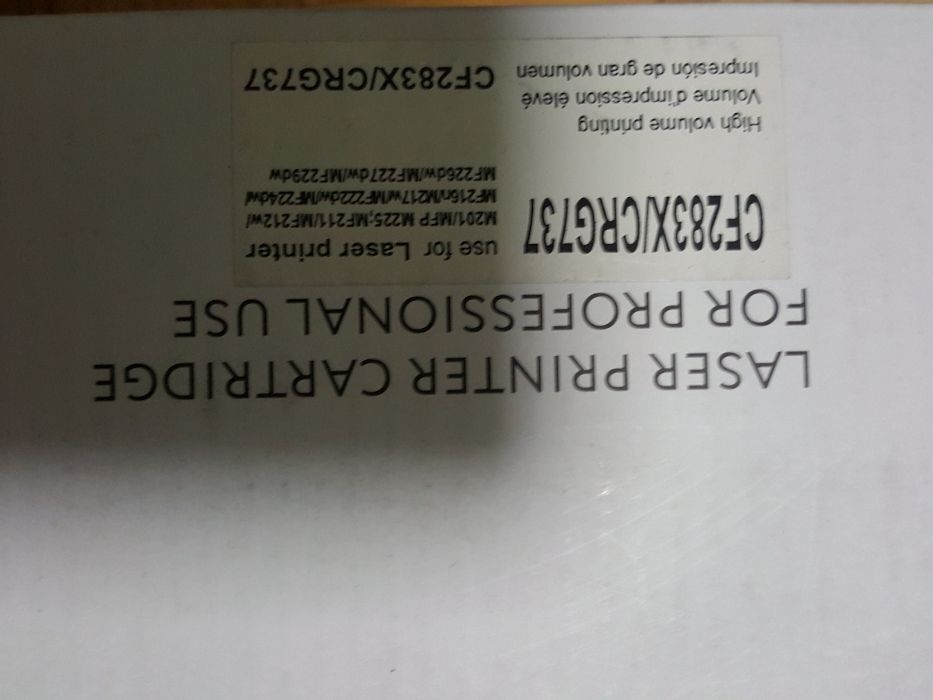 LASER PRINTER CARTRIDGE
FOR PROFESSIONAL USE
CF283X/CRG737
High volume printing
Volume d'impression élevé
Impresión de gran volumen
use for Laser printer
M201/MFP M225;MF211/MF212w/
MF216n/M217w/MF222dw/MF224dw/
MF226dw/MF227dw/MF229dw
CF283X/CRG737